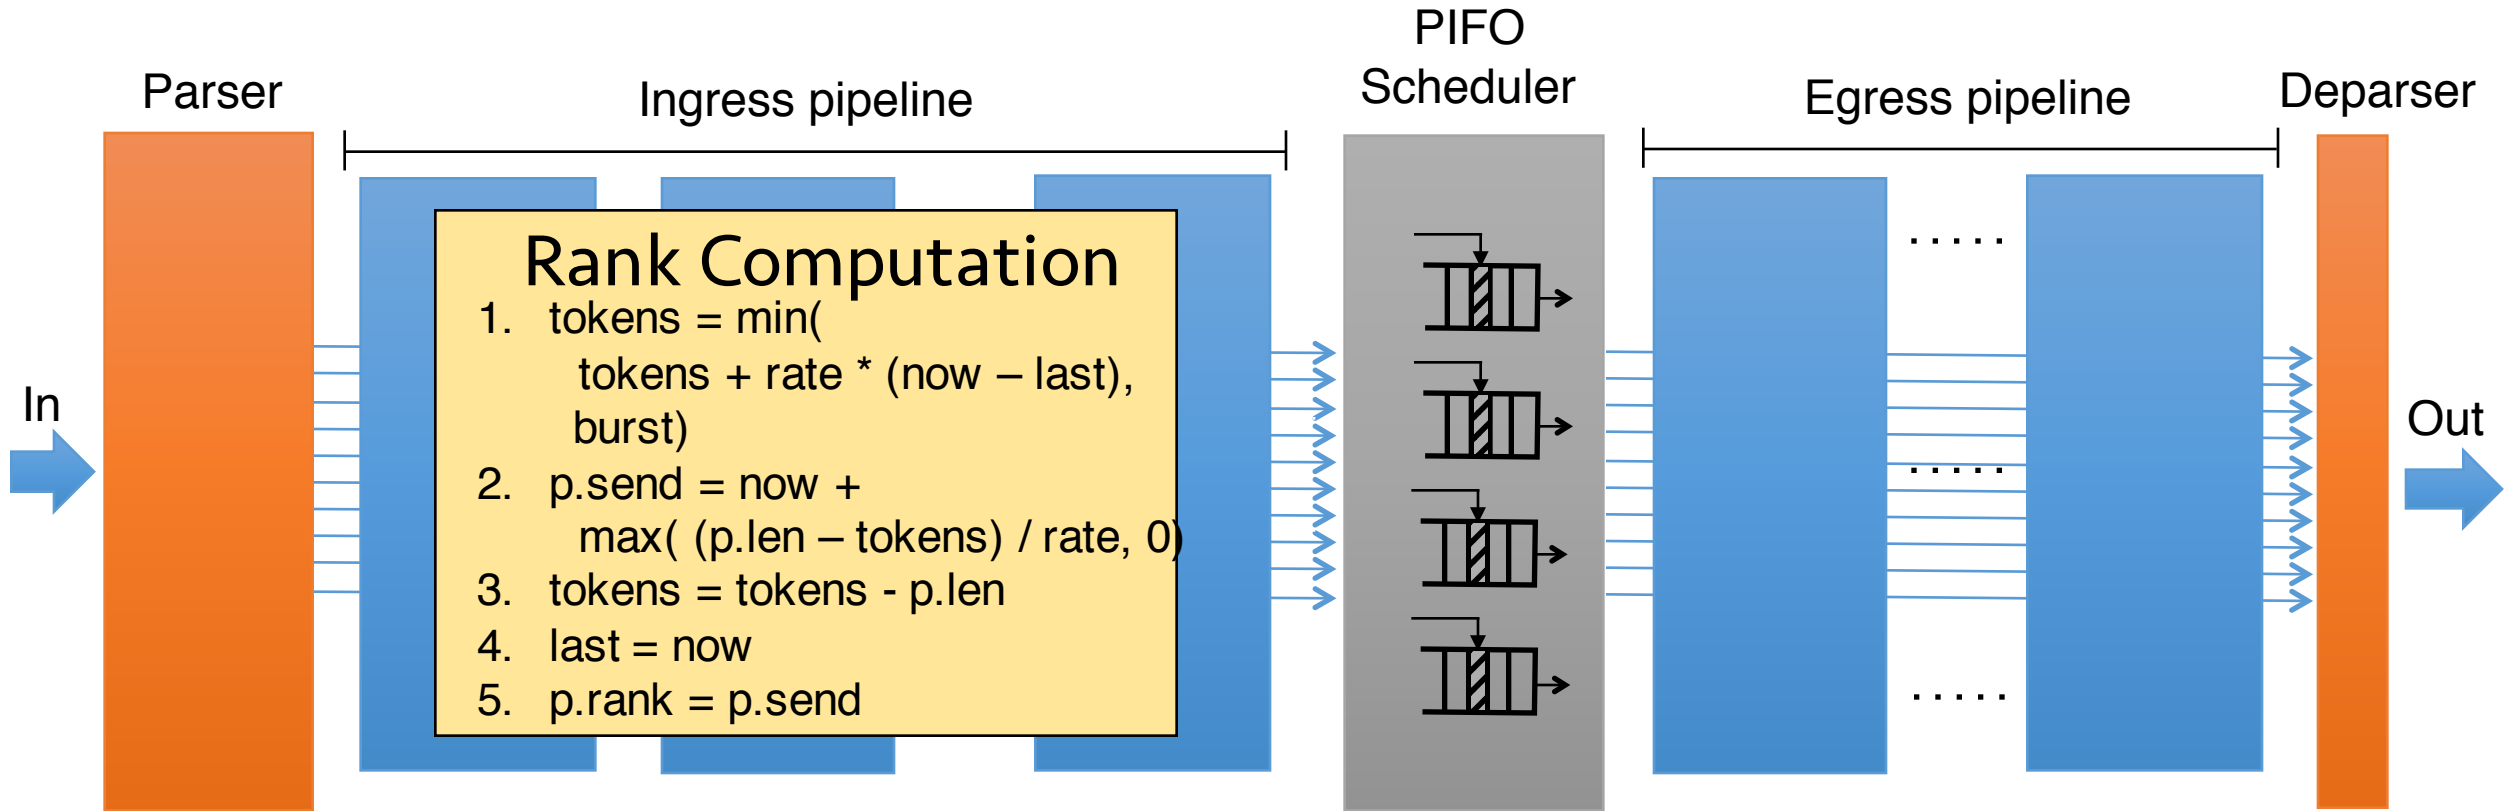 PIFO
Scheduler
Parser
Ingress pipeline
Egress pipeline
Deparser
In
Rank Computation
1. tokens = min(
tokens + rate * (now – last),
burst)
2. p.send = now +
max( (p.len – tokens) / rate, 0)
3. tokens = tokens - p.len
4. last = now
5. p.rank = p.send
.....
.....
.....
Out